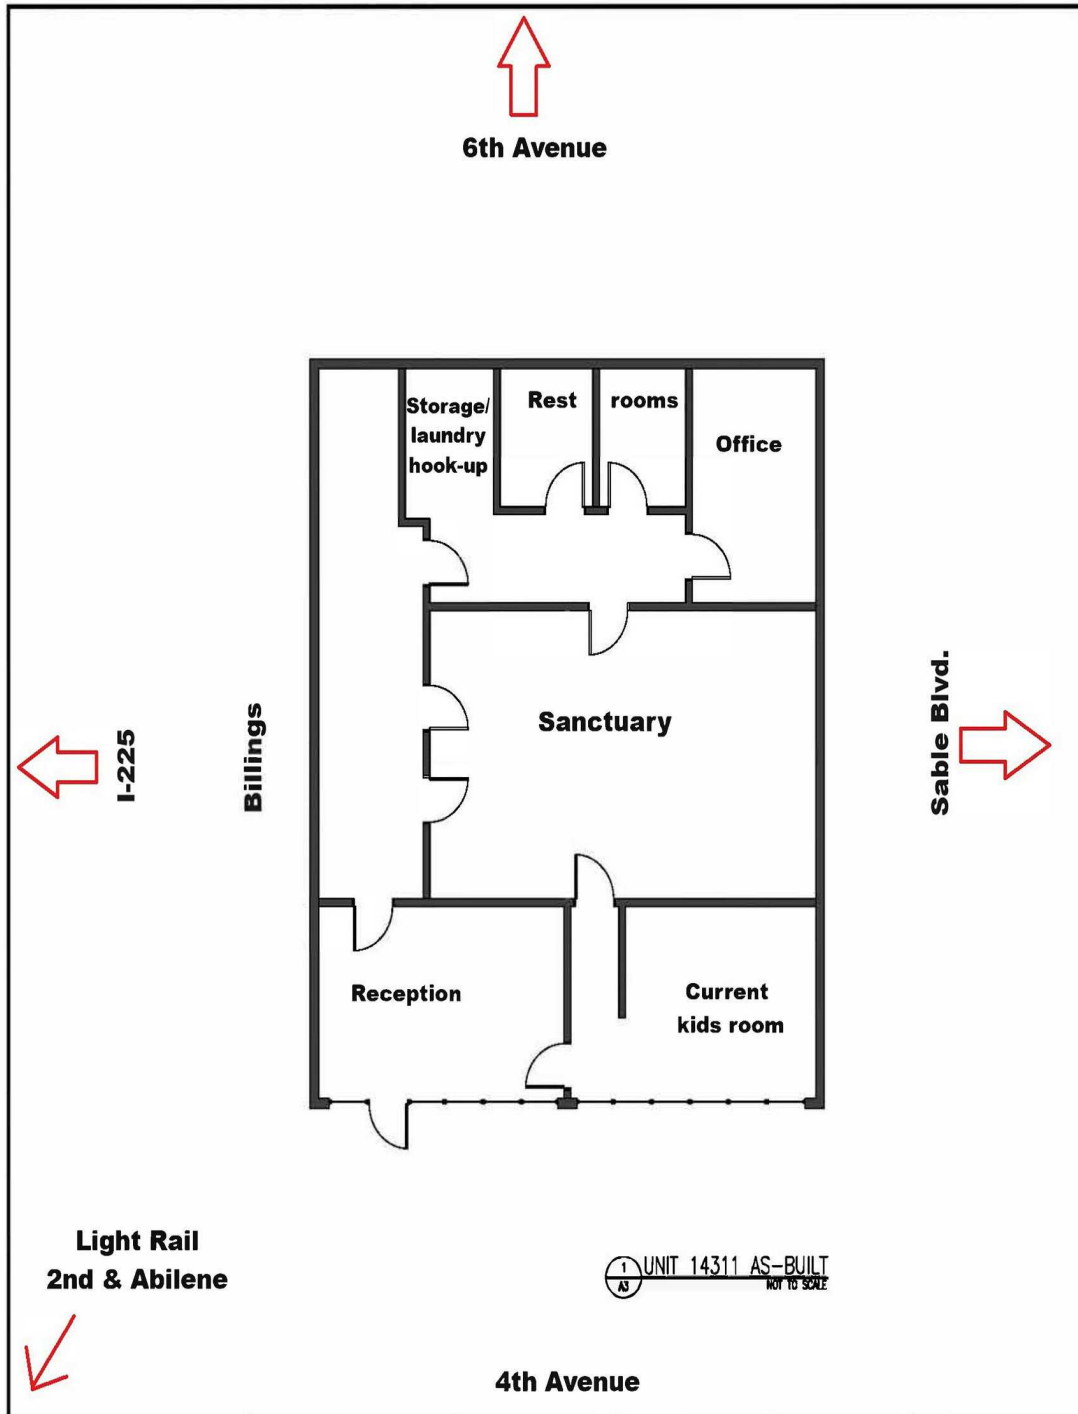 6th Avenue
Storage/
laundry
hook-up
Rest
rooms
Office
Sanctuary
I-225
Billings
Sable Blvd.
Reception
Current
kids room
Light Rail
2nd & Abilene
1
A3
UNIT 14311 AS-BUILT
NOT TO SCALE
4th Avenue